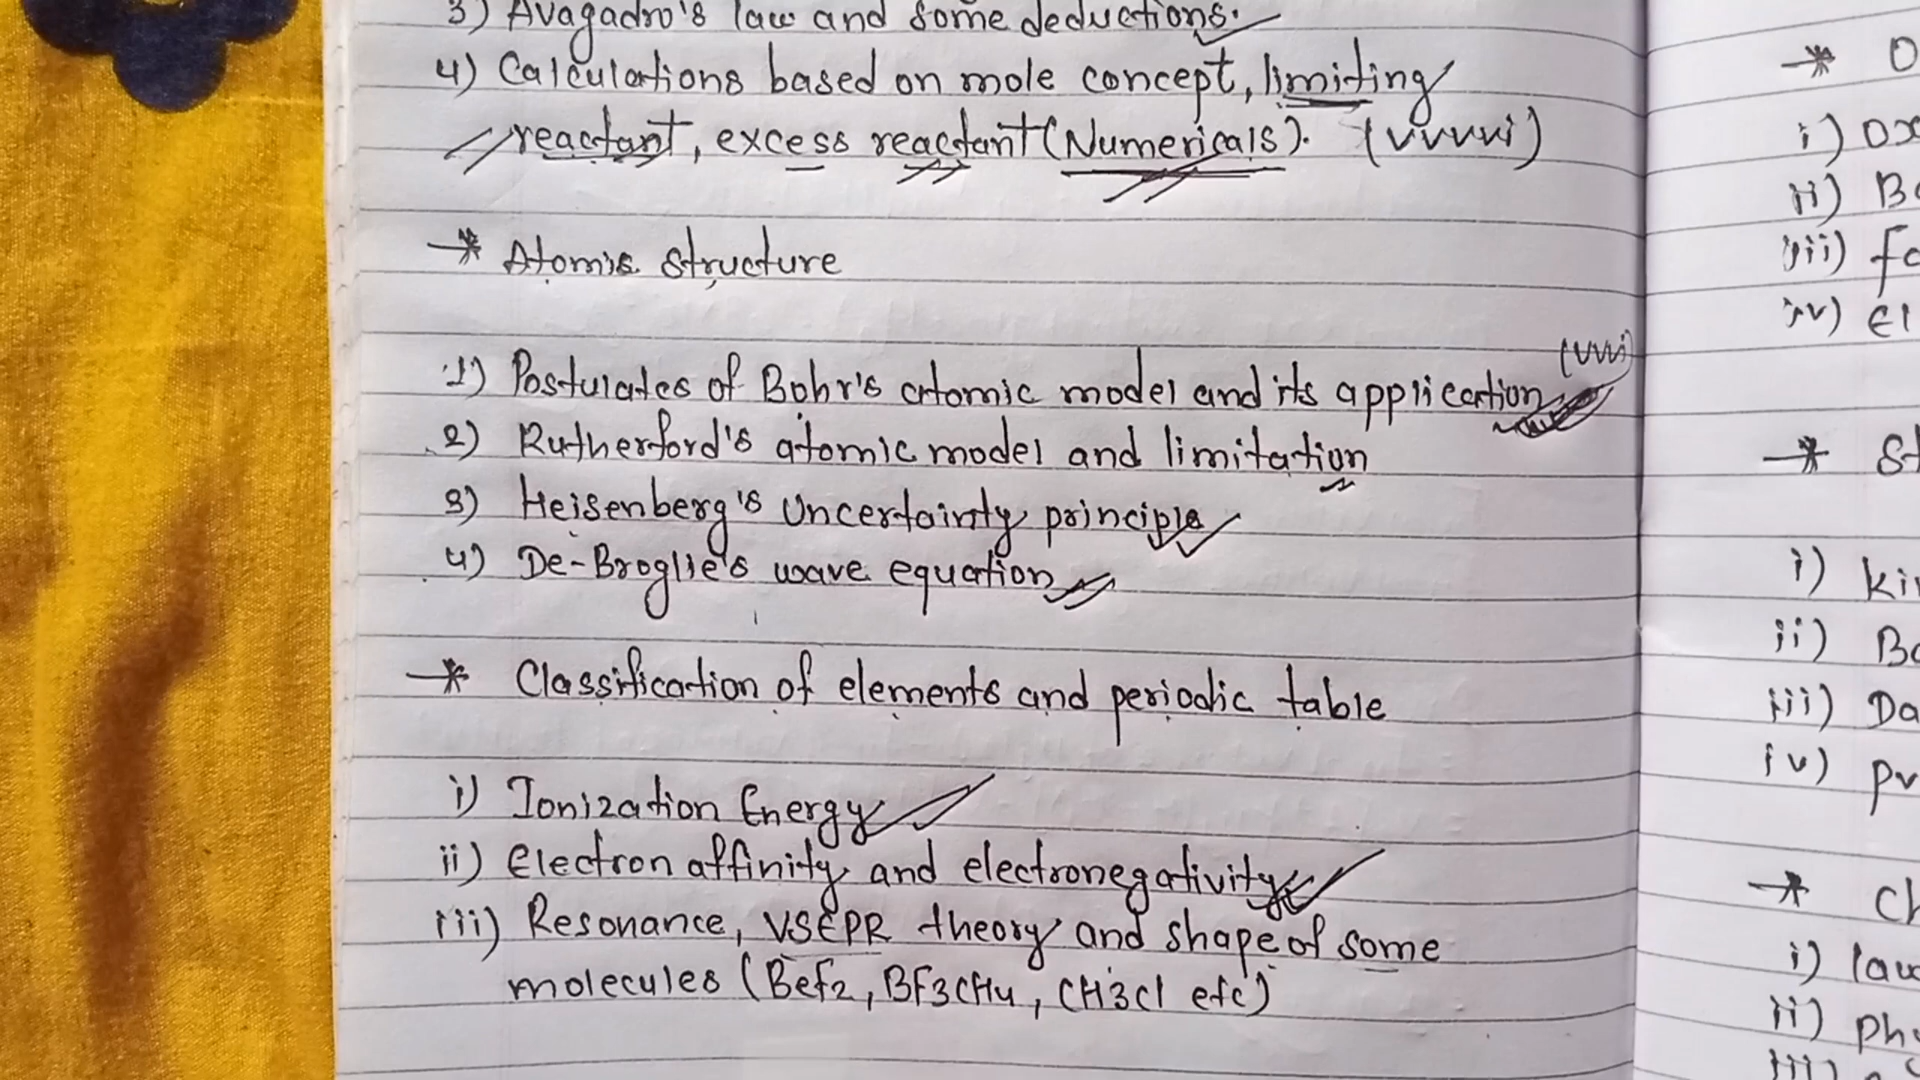 3) Avagadro's law and some deductions.
4) Calculations based on mole concept, limiting
reactant, excess reactant (Numericals). (vvvvi)
Atomic structure
1) Postulates of Bohr's atomic model and its application (vvvi)
2) Rutherford's atomic model and limitation
3) Heisenberg's Uncertainty principle
4) De-Broglie's wave equation
Classification of elements and periodic table
i) Ionization Energy
ii) Electron affinity and electronegativity
iii) Resonance, VSEPR theory and shape of some
molecules (BeF2, BF3CH4, CH3Cl etc)
i)
ii)
iii)
iv)
i)
ii)
iii)
iv)
i)
ii)
iii)